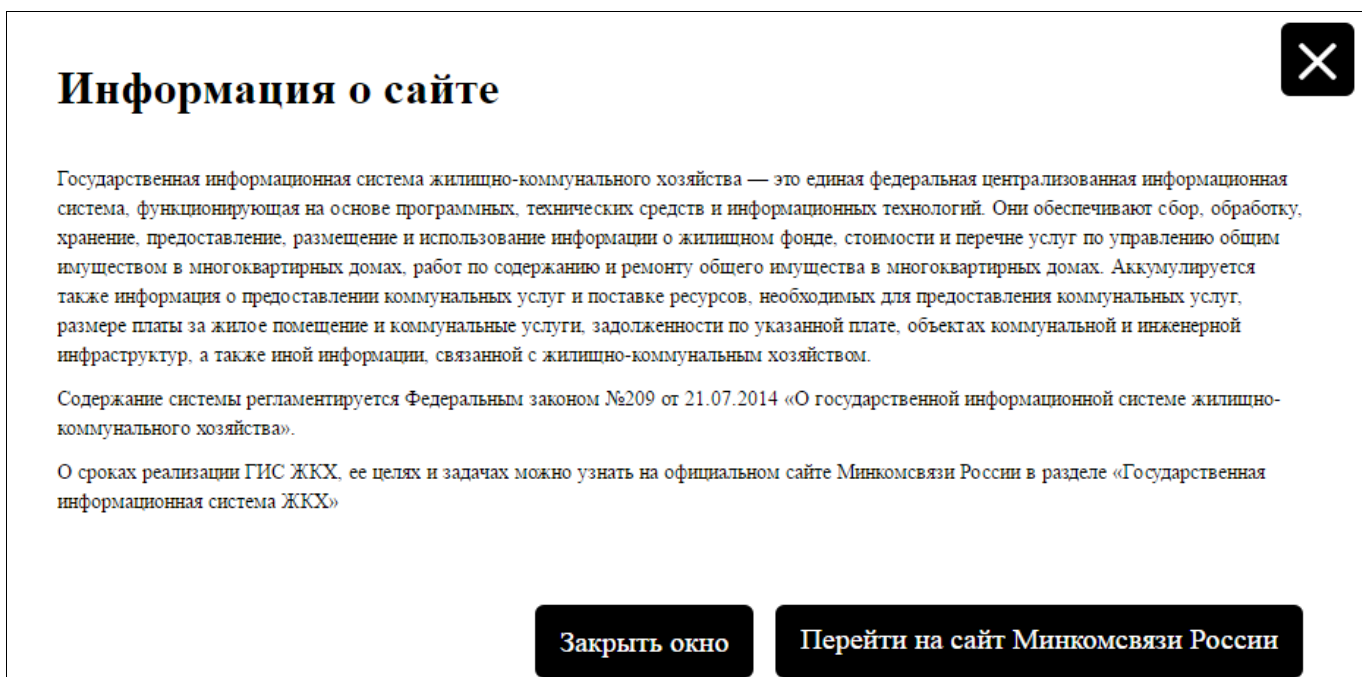 Информация о сайте
Государственная информационная система жилищно-коммунального хозяйства — это единая федеральная централизованная информационная
система, функционирующая на основе программных, технических средств и информационных технологий. Они обеспечивают сбор, обработку,
хранение, предоставление, размещение и использование информации о жилищном фонде, стоимости и перечне услуг по управлению общим
имуществом в многоквартирных домах, работ по содержанию и ремонту общего имущества в многоквартирных домах. Аккумулируется
также информация о предоставлении коммунальных услуг и поставке ресурсов, необходимых для предоставления коммунальных услуг,
размере платы за жилое помещение и коммунальные услуги, задолженности по указанной плате, объектах коммунальной и инженерной
инфраструктур, а также иной информации, связанной с жилищно-коммунальным хозяйством.
Содержание системы регламентируется Федеральным законом №209 от 21.07.2014 «О государственной информационной системе жилищно-
коммунального хозяйства».
О сроках реализации ГИС ЖКХ, ее целях и задачах можно узнать на официальном сайте Минкомсвязи России в разделе «Государственная
информационная система ЖКХ»
Закрыть окно
Перейти на сайт Минкомсвязи России